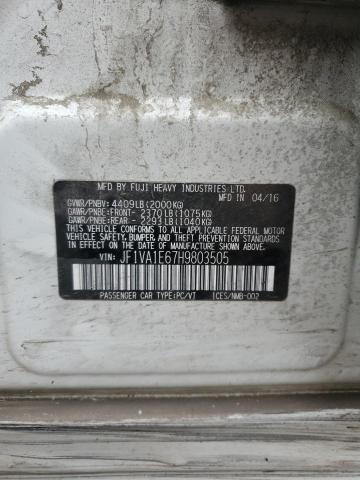 MFD BY FUJI HEAVY INDUSTRIES LTD.
MFD IN 04/16
GVWR/PNBV: 4409LB(2000KG)
GAWR/PNBE:FRONT- 2370LB(1075KG)
GAWR/PNBE:REAR - 2293LB(1040KG)
THIS VEHICLE CONFORMS TO ALL
APPLICABLE FEDERAL MOTOR VEHICLE SAFETY,
BUMPER, AND THEFT PREVENTION STANDARDS
IN EFFECT ON THE DATE OF MANUFACTURE SHOWN ABOVE.
JF1VA1E67H9803505
PASSENGER CAR TYPE:PC/VT ICES/NMB-002